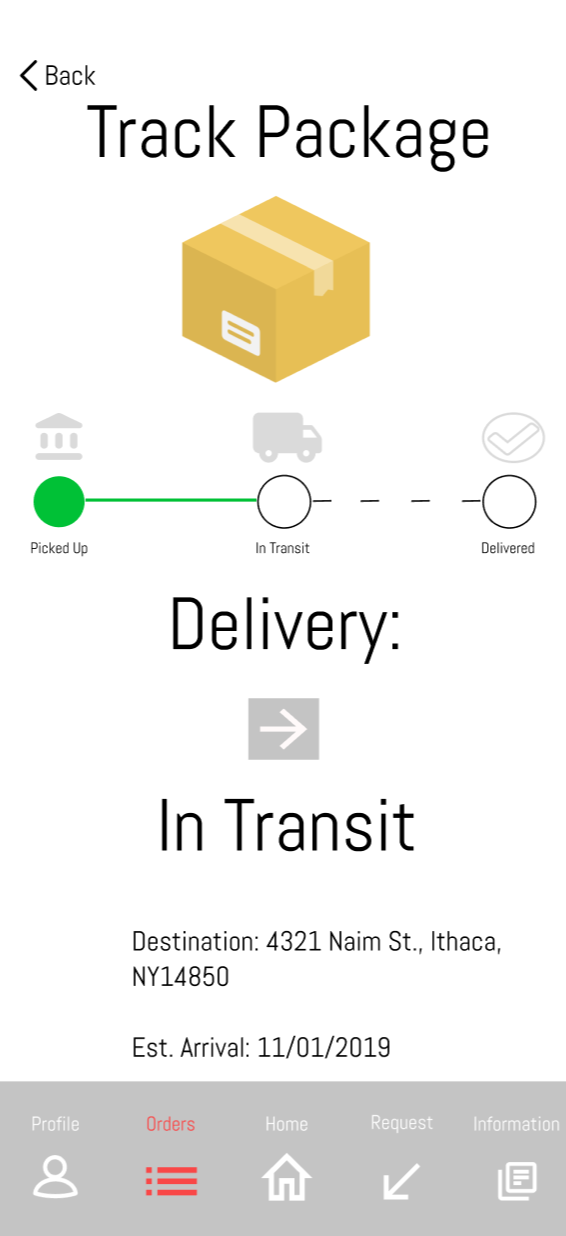 Back
Track Package
Picked Up
In Transit
Delivered
Delivery:
In Transit
Destination: 4321 Naim St., Ithaca,
NY14850
Est. Arrival: 11/01/2019
Profile
Orders
Home
Request
Information